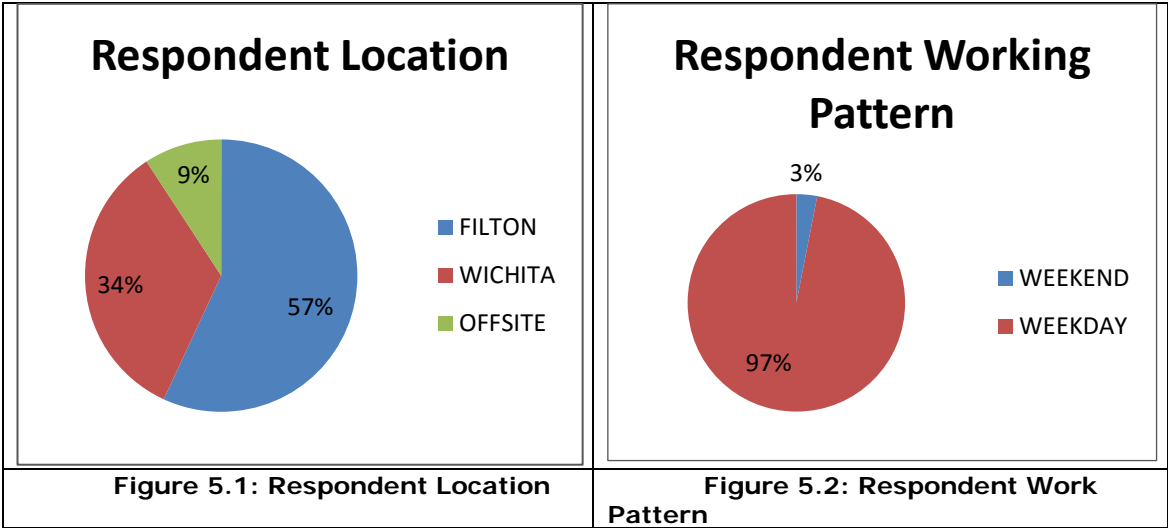 Respondent Location
9%
34%
57%
FILTON
WICHITA
OFFSITE
Figure 5.1: Respondent Location
Respondent Working
Pattern
3%
97%
WEEKEND
WEEKDAY
Figure 5.2: Respondent Work
Pattern